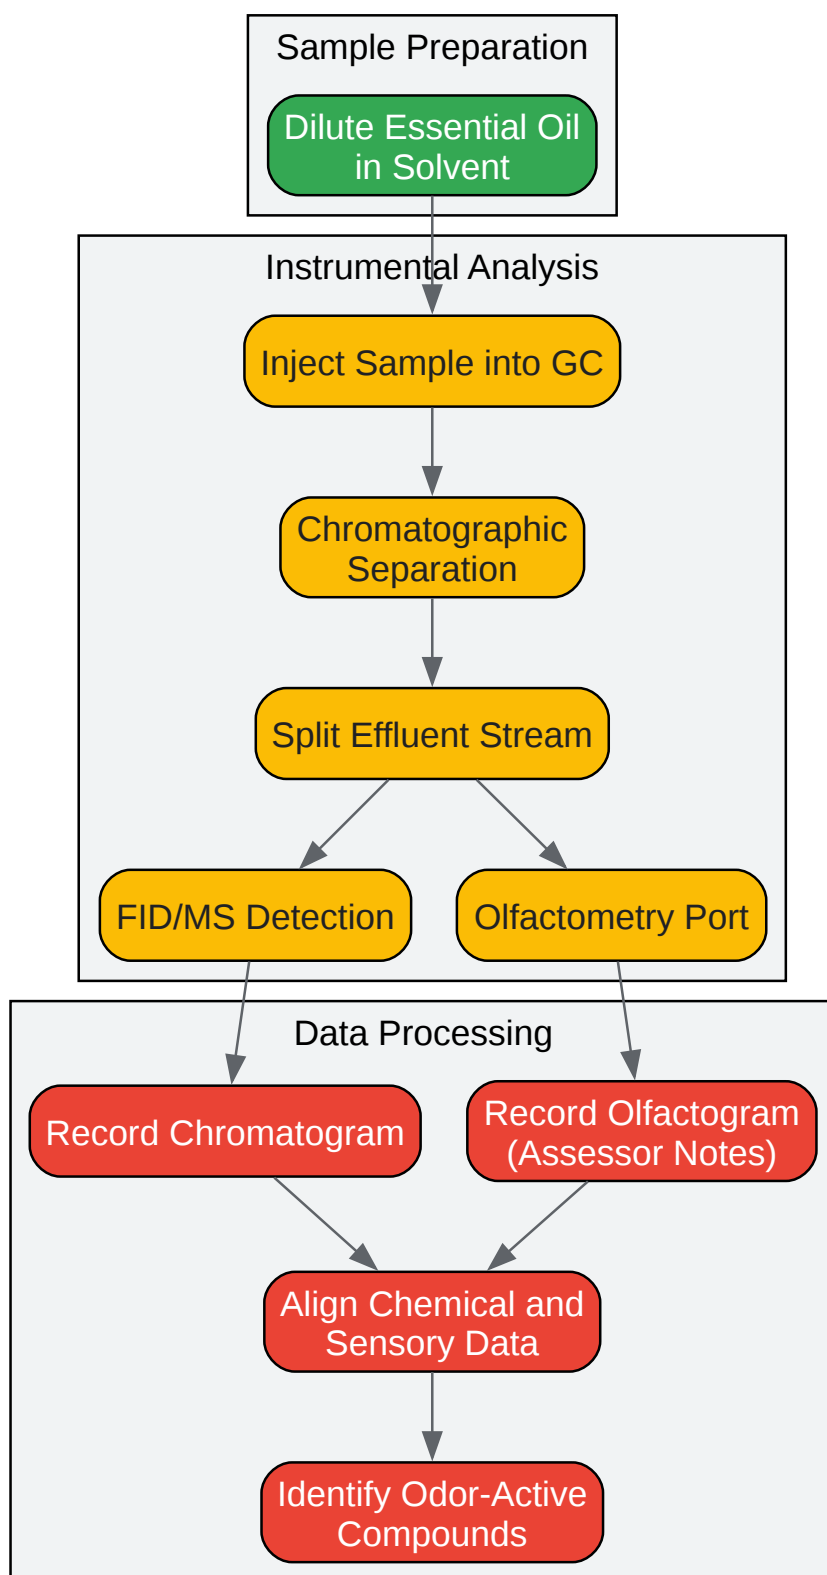 Sample Preparation
Dilute Essential Oil
in Solvent
Instrumental Analysis
Inject Sample into GC
Chromatographic
Separation
Split Effluent Stream
FID/MS Detection
Olfactometry Port
Data Processing
Record Chromatogram
Record Olfactogram
(Assessor Notes)
Align Chemical and
Sensory Data
Identify Odor-Active
Compounds